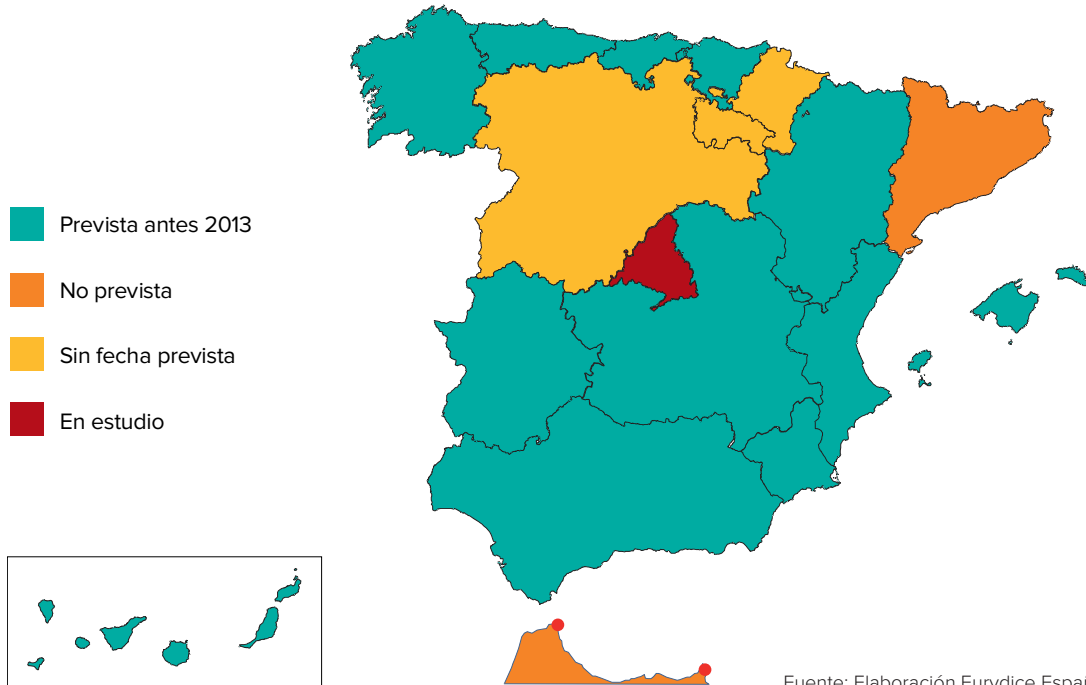 Prevista antes 2013
No prevista
Sin fecha prevista
En estudio
Fuente: Elaboración Eurydice